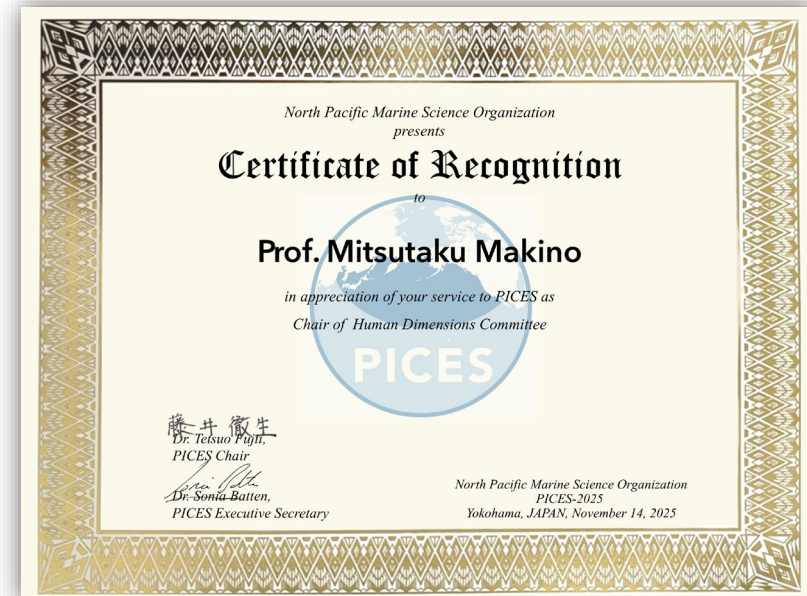 North Pacific Marine Science Organization
presents
Certificate of Recognition
to
Prof. Mitsutaku Makino
in appreciation of your service to PICES as
Chair of Human Dimensions Committee
PICES
藤井 徹生
Dr. Tetsuo Fujii,
PICES Chair
Sonia Batten
Dr. Sonia Batten,
PICES Executive Secretary
North Pacific Marine Science Organization
PICES-2025
Yokohama, JAPAN, November 14, 2025